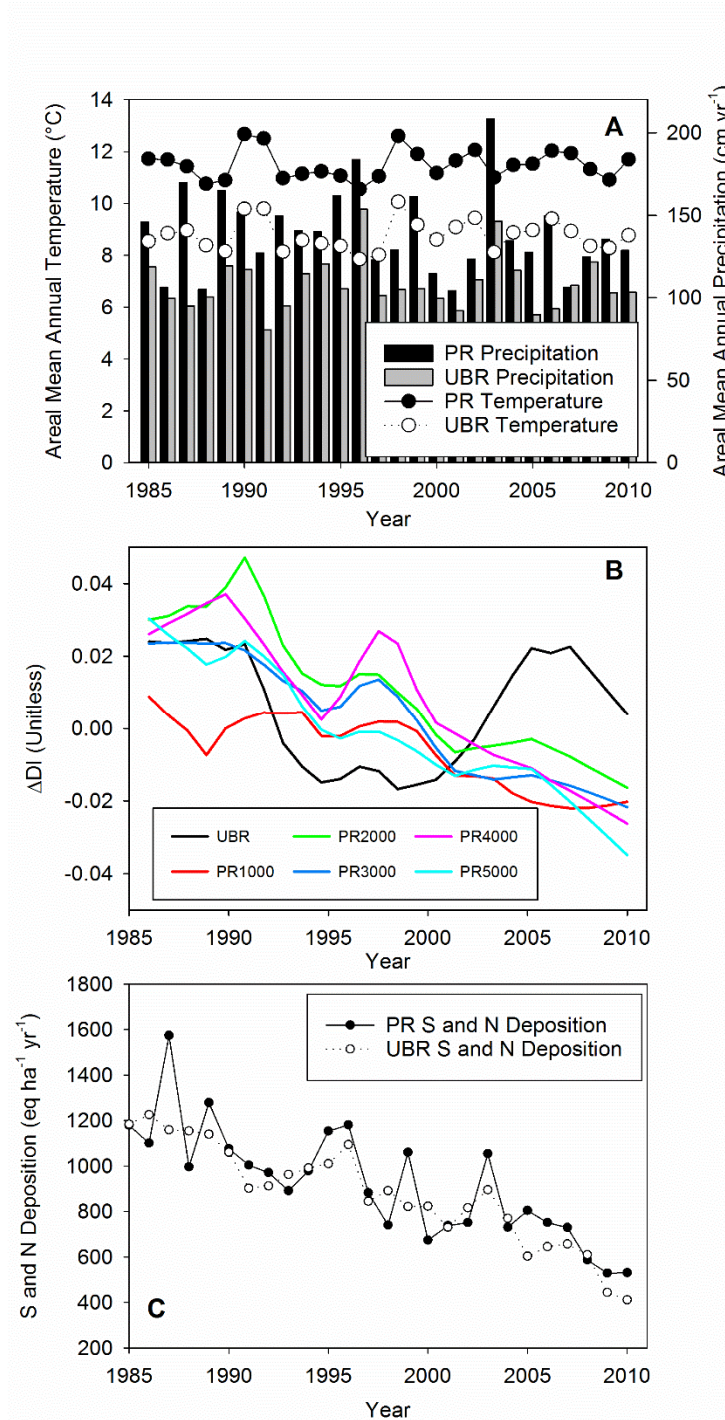 A
Areal Mean Annual Temperature (°C)
Areal Mean Annual Precipitation (cm yr-1)
14
12
10
8
6
4
2
0
200
150
100
50
0
PR Precipitation
UBR Precipitation
PR Temperature
UBR Temperature
1985 1990 1995 2000 2005 2010
Year
B
ΔDI (Unitless)
0.04
0.02
0.00
-0.02
-0.04
UBR PR2000 PR4000
PR1000 PR3000 PR5000
1985 1990 1995 2000 2005 2010
Year
S and N Deposition (eq ha-1 yr-1)
1800
1600
1400
1200
1000
800
600
400
200
PR S and N Deposition
UBR S and N Deposition
C
1985 1990 1995 2000 2005 2010
Year